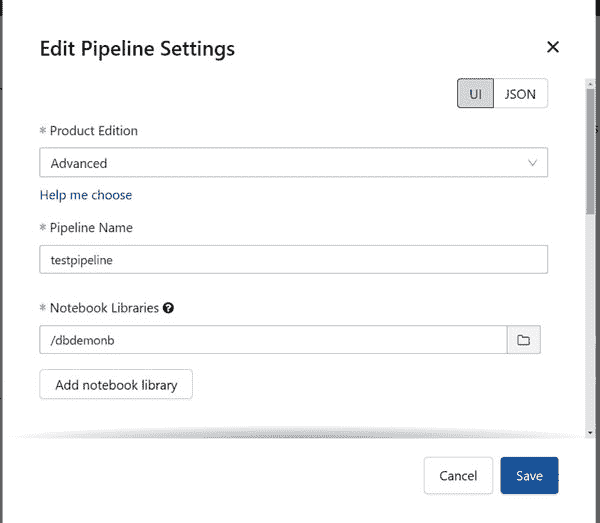 Edit Pipeline Settings
UI JSON
* Product Edition
Advanced
Help me choose
* Pipeline Name
testpipeline
* Notebook Libraries ?
/dbdemonb
Add notebook library
Cancel Save